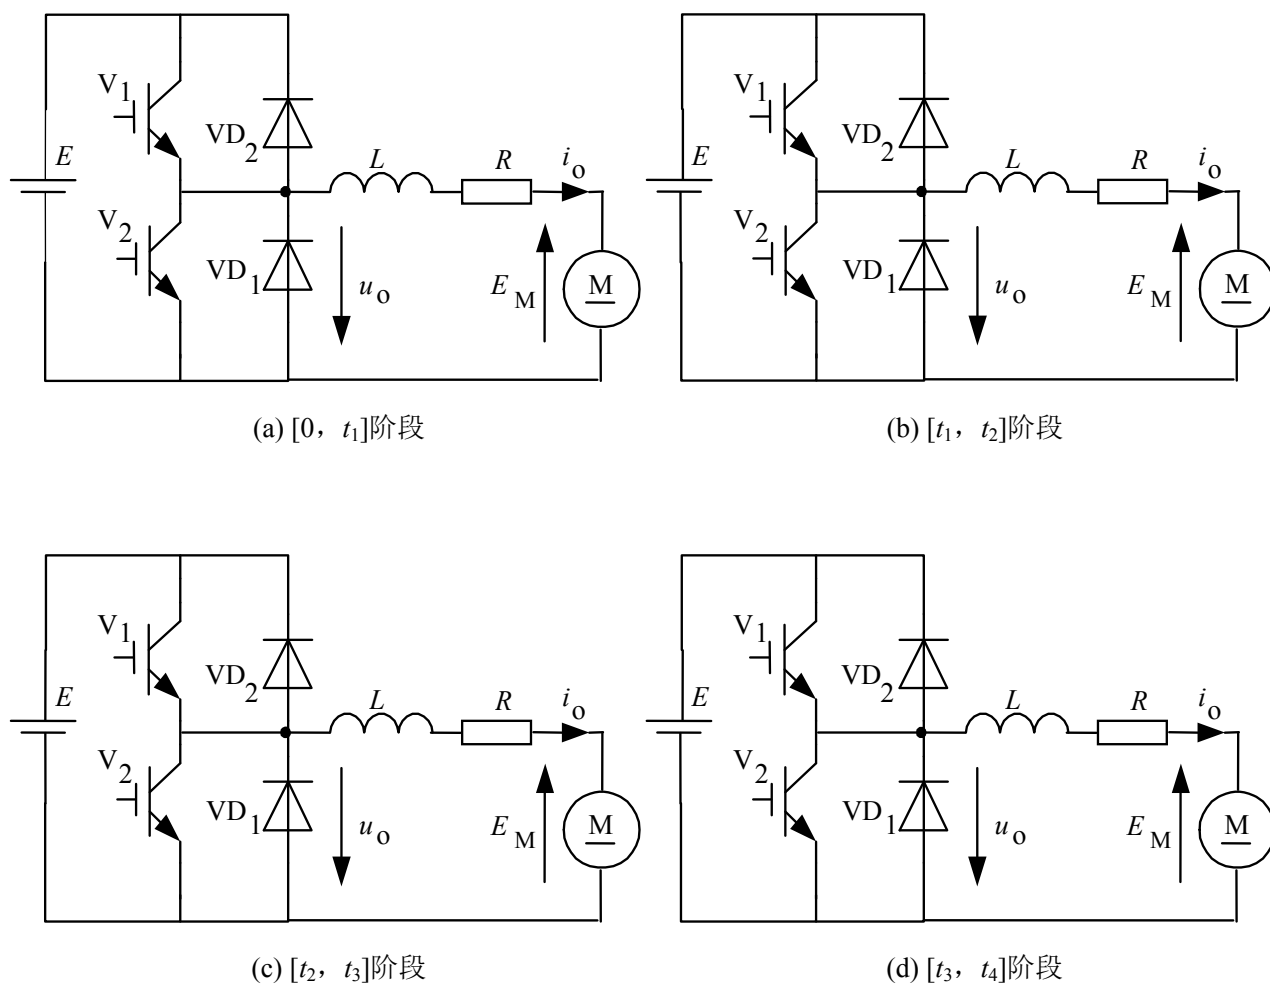 V1
E
VD2
L
R
io
V2
VD1
uo
EM
M
(a) [0，t1]阶段
V1
E
VD2
L
R
io
V2
VD1
uo
EM
M
(b) [t1，t2]阶段
V1
E
VD2
L
R
io
V2
VD1
uo
EM
M
(c) [t2，t3]阶段
V1
E
VD2
L
R
io
V2
VD1
uo
EM
M
(d) [t3，t4]阶段